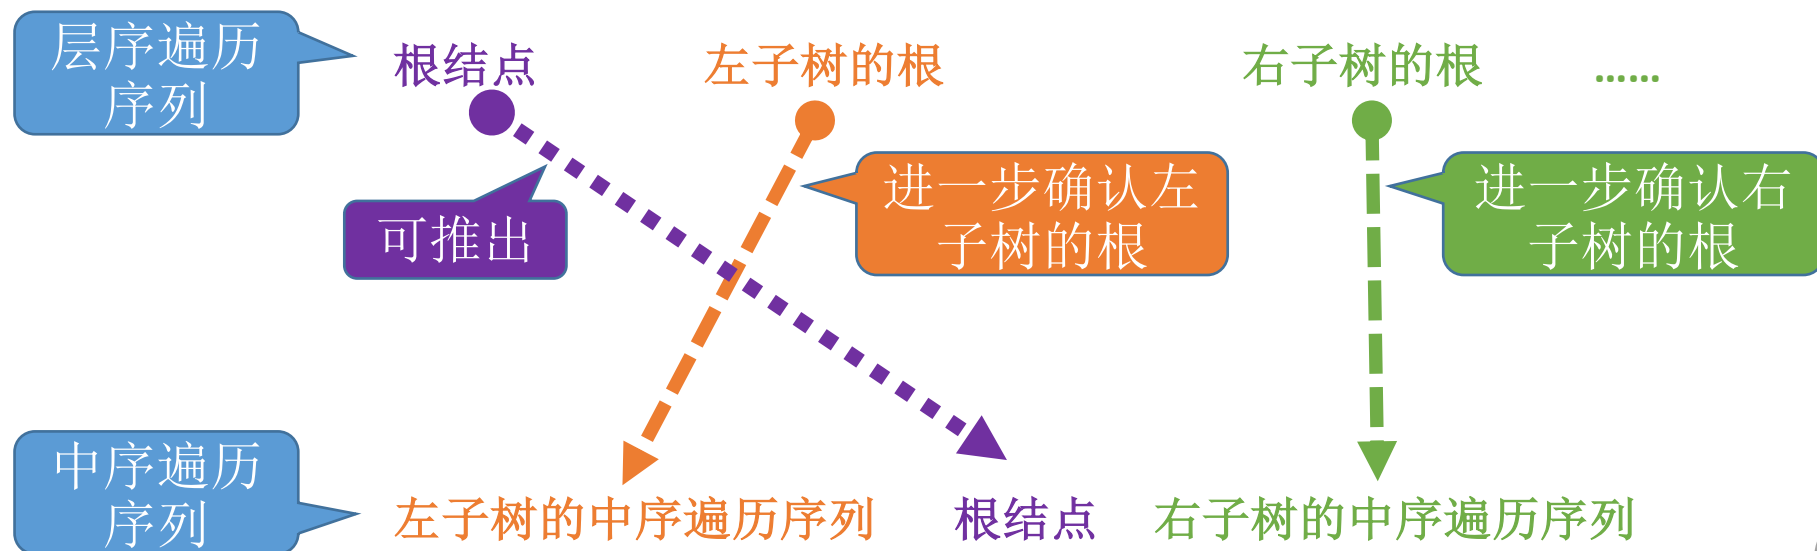 层序遍历
序列
根结点
左子树的根
右子树的根
......
可推出
进一步确认左
子树的根
进一步确认右
子树的根
中序遍历
序列
左子树的中序遍历序列
根结点
右子树的中序遍历序列